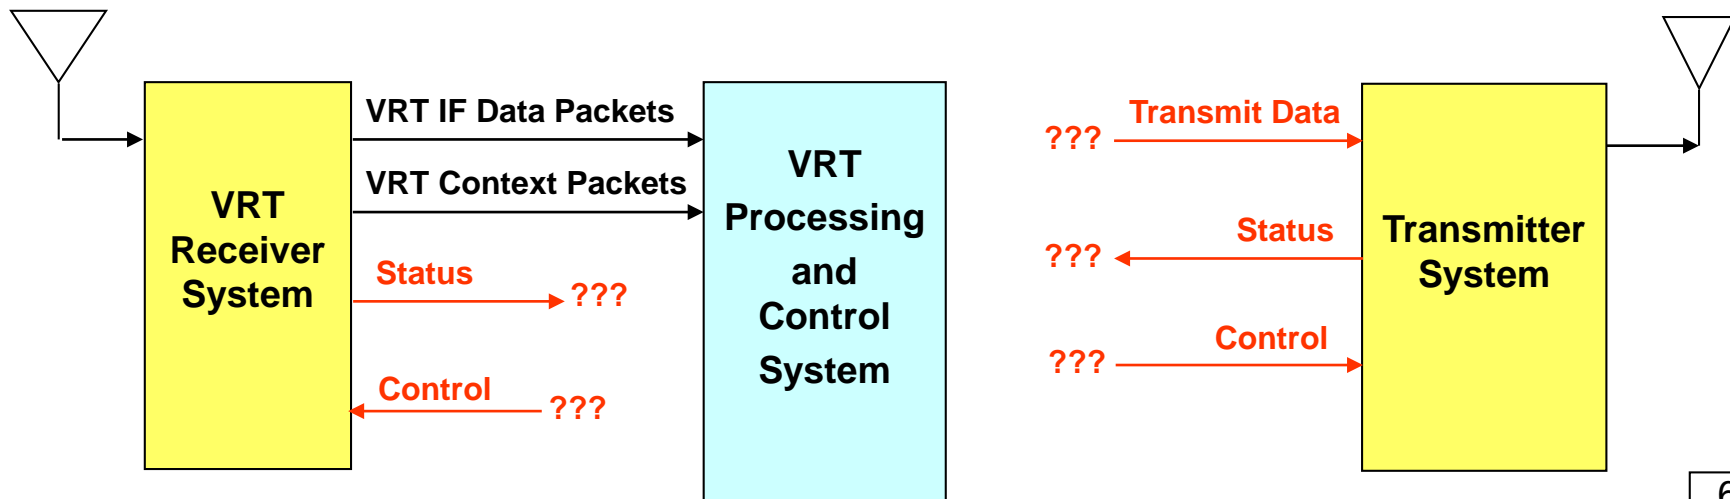 VRT
Receiver
System
VRT IF Data Packets
VRT Context Packets
Status
???
Control
???
VRT
Processing
and
Control
System
Transmit Data
???
Status
???
Control
???
Transmitter
System
6